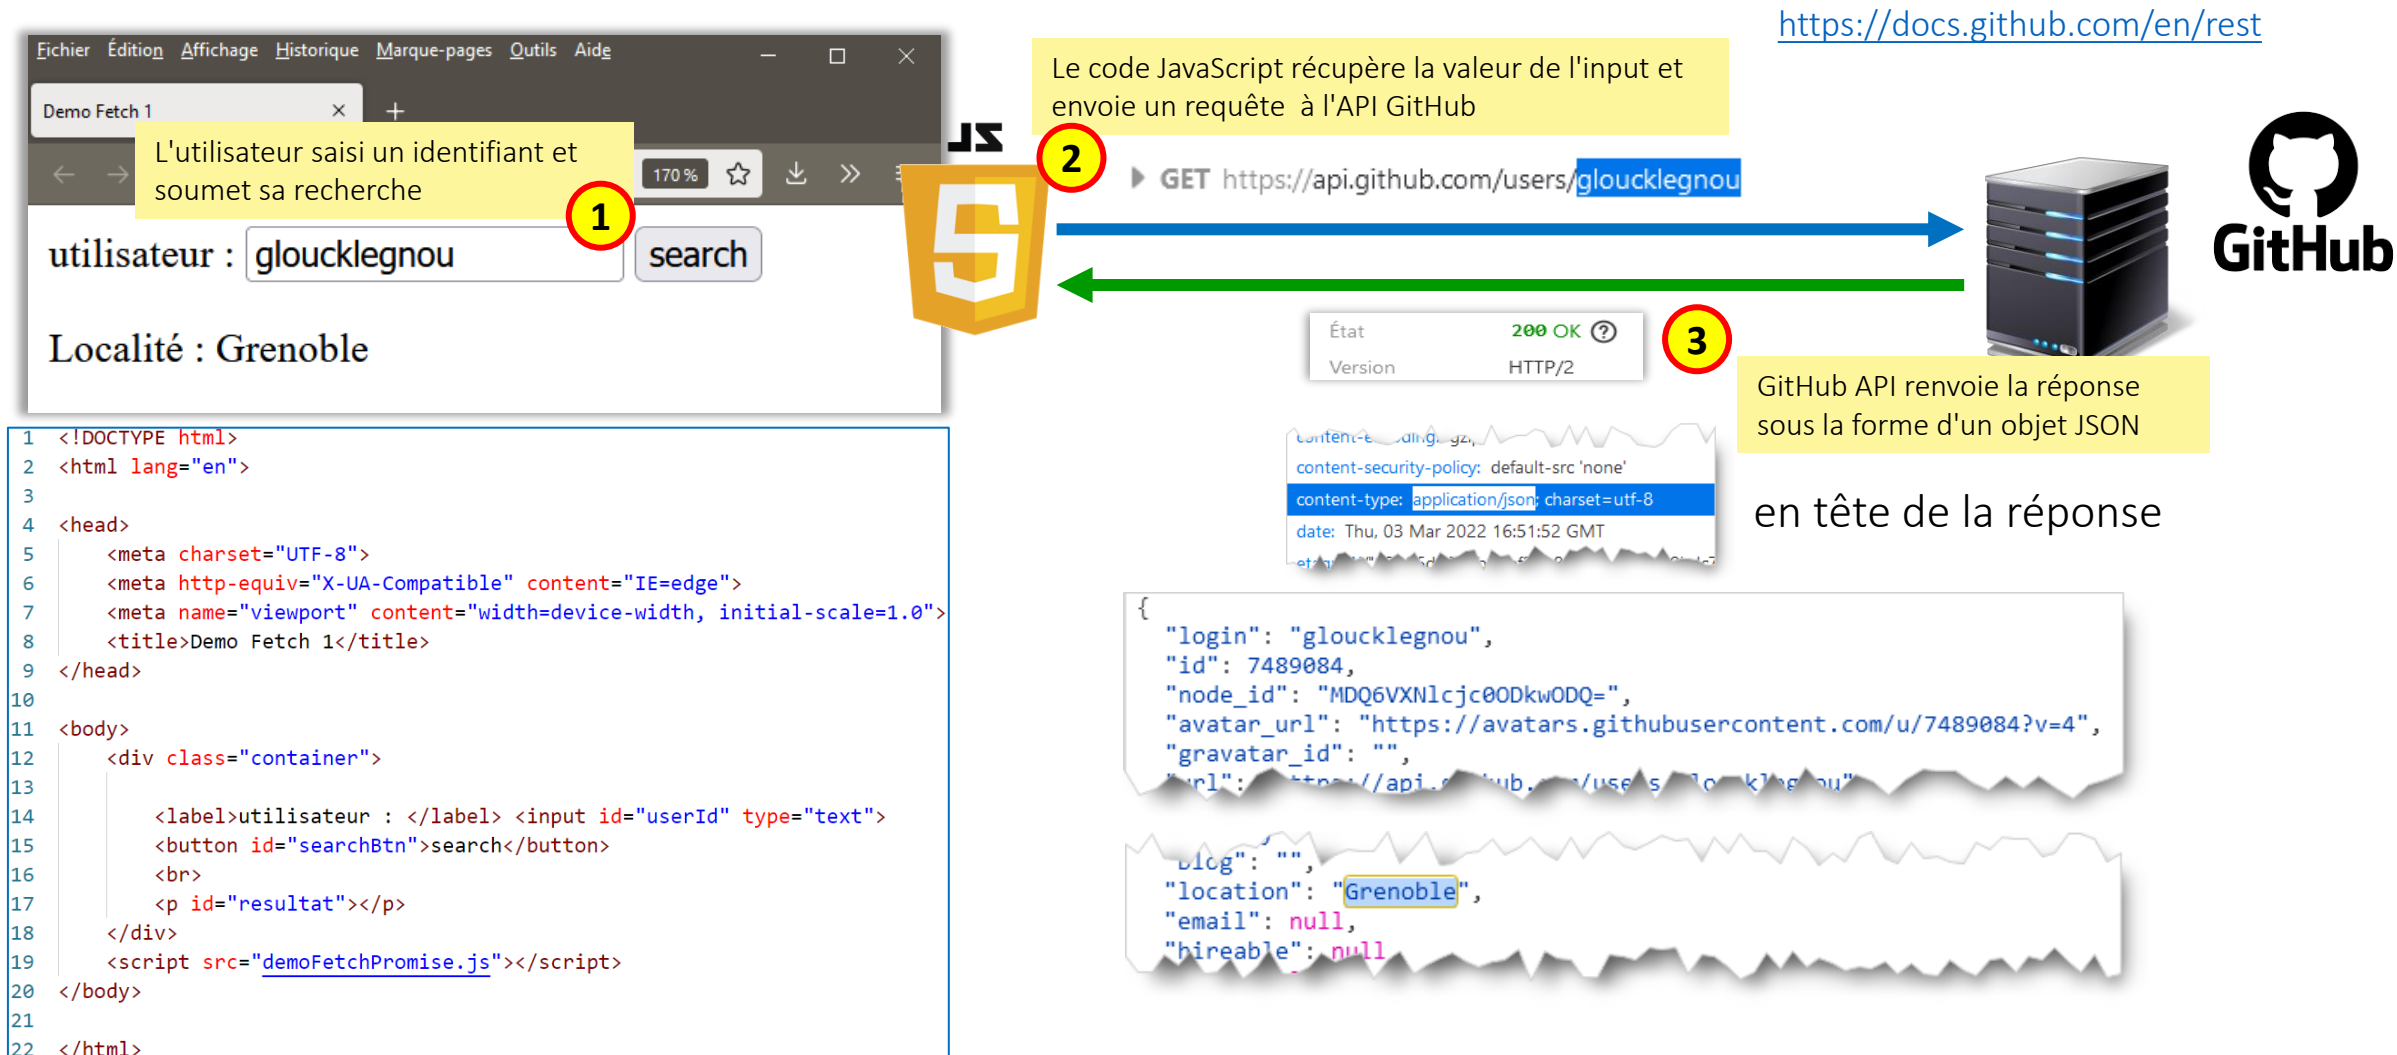 https://docs.github.com/en/rest
Fichier Édition Affichage Historique Marque-pages Outils Aide
Demo Fetch 1
L'utilisateur saisi un identifiant et
soumet sa recherche
1
170 %
utilisateur : gloucklegnou search
Localité : Grenoble
JS
Le code JavaScript récupère la valeur de l'input et
envoie un requête à l'API GitHub
2
GET https://api.github.com/users/gloucklegnou
GitHub
État 200 OK
Version HTTP/2
3
GitHub API renvoie la réponse
sous la forme d'un objet JSON
content-security-policy: default-src 'none'
content-type: application/json; charset=utf-8
date: Thu, 03 Mar 2022 16:51:52 GMT
en tête de la réponse
{
"login": "gloucklegnou",
"id": 7489084,
"node_id": "MDQ6VXNlcjc0ODkwODQ=",
"avatar_url": "https://avatars.githubusercontent.com/u/7489084?v=4",
"gravatar_id": "",
"url": "https://api.github.com/users/gloucklegnou"
"blog": "",
"location": "Grenoble",
"email": null,
"hireable": null
1 <!DOCTYPE html>
2 <html lang="en">
3
4 <head>
5 <meta charset="UTF-8">
6 <meta http-equiv="X-UA-Compatible" content="IE=edge">
7 <meta name="viewport" content="width=device-width, initial-scale=1.0">
8 <title>Demo Fetch 1</title>
9 </head>
10
11 <body>
12 <div class="container">
13
14 <label>utilisateur : </label> <input id="userId" type="text">
15 <button id="searchBtn">search</button>
16 <br>
17 <p id="resultat"></p>
18 </div>
19 <script src="demoFetchPromise.js"></script>
20 </body>
21
22 </html>